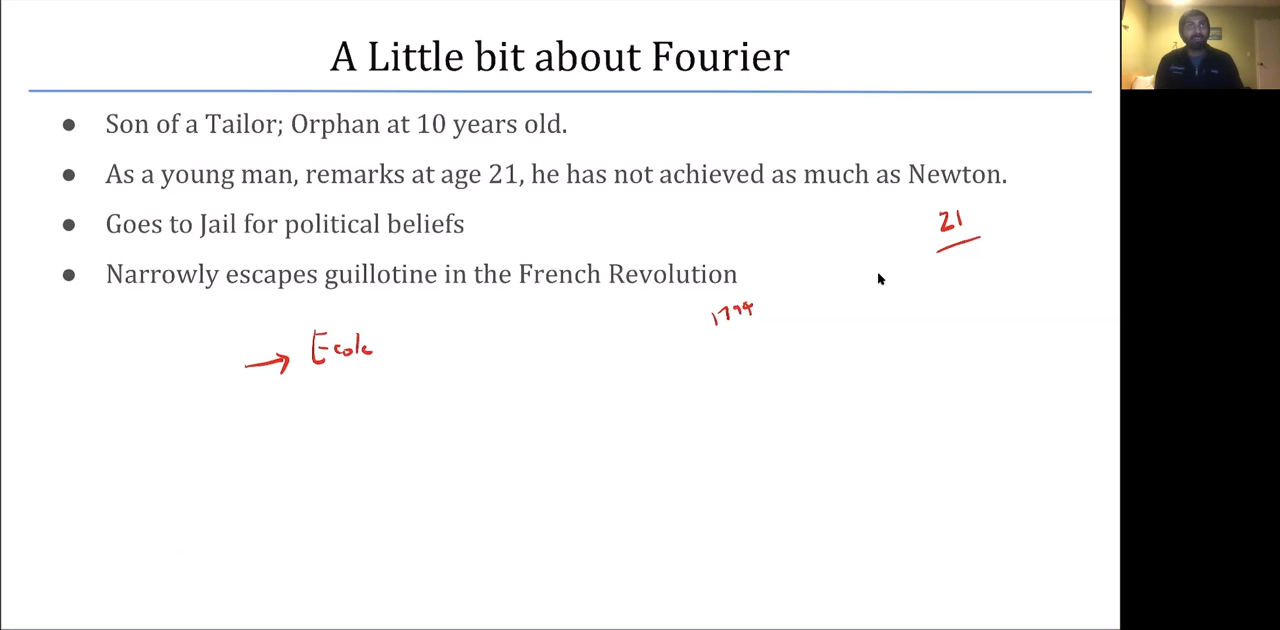 A Little bit about Fourier
● Son of a Tailor; Orphan at 10 years old.
● As a young man, remarks at age 21, he has not achieved as much as Newton.
● Goes to Jail for political beliefs
21
● Narrowly escapes guillotine in the French Revolution
1794
→ Ecole